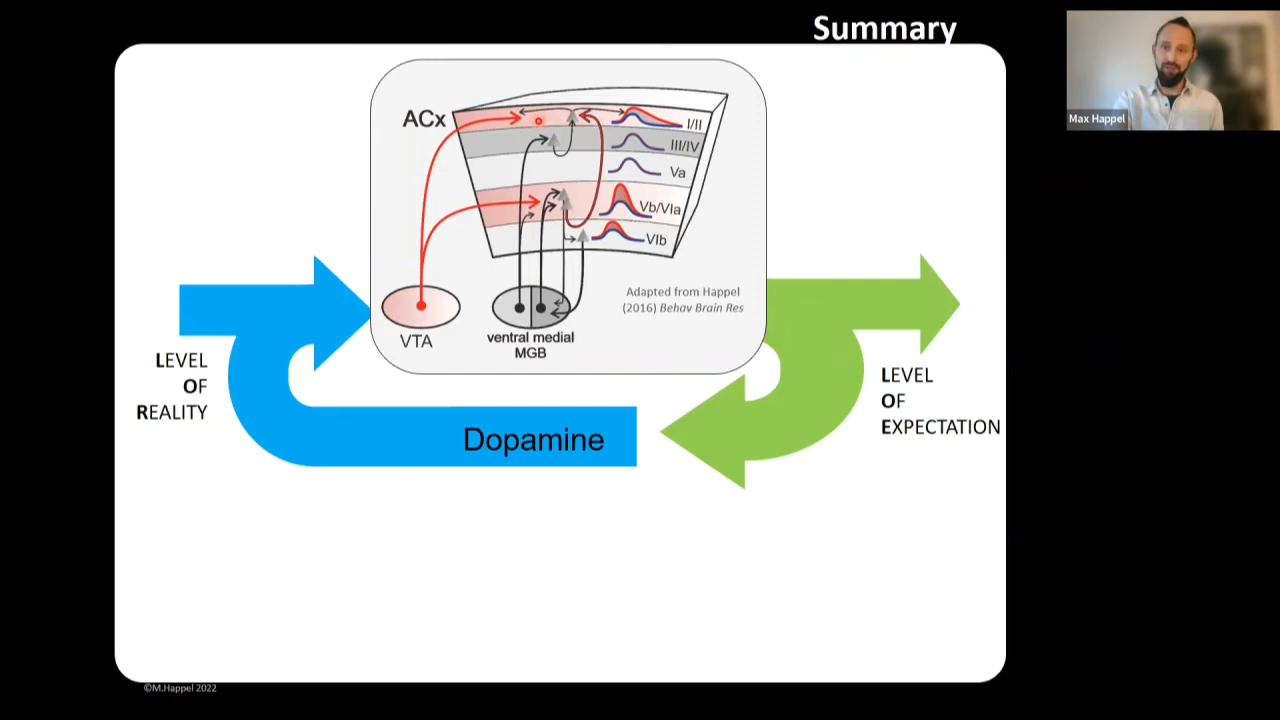 Summary
Max Happel
ACx
I/II
III/IV
Va
Vb/VIa
VIb
Adapted from Happel
(2016) Behav Brain Res
VTA
ventral medial
MGB
LEVEL
OF
REALITY
LEVEL
OF
EXPECTATION
Dopamine
©M.Happel 2022